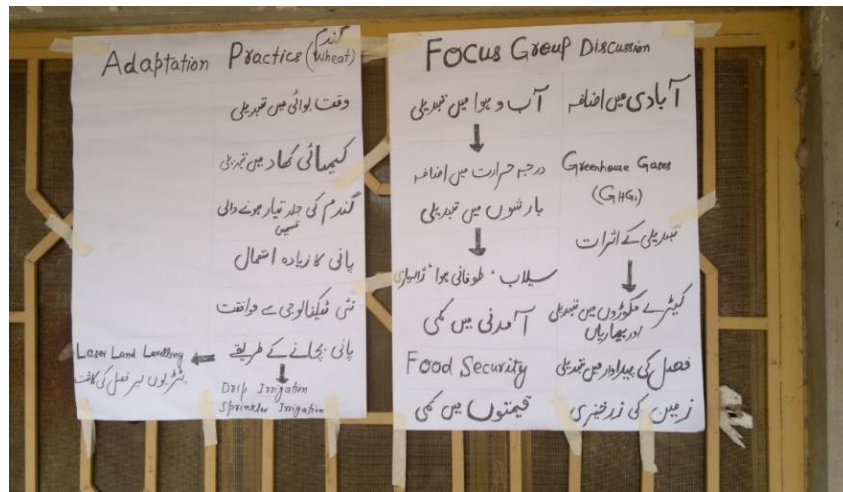 Adaptation Practice (Wheat گندم)
وقت بوائی میں تبدیلی
کیمیائی کھاد میں تبدیلی
گندم کی جلد تیار ہونے والی
قسمیں
پانی کا زیادہ استعمال
نئی ٹیکنالوجی سے موافقت
پانی بچانے کے طریقے
Laser Land Levelling
پٹڑیوں پر فصل کی کاشت
Drip Irrigation
Sprinkler Irrigation
Focus Group Discussion
آبادی میں اضافہ
Greenhouse Gases
(GHGs)
تبدیلی کے اثرات
کیڑے مکوڑوں میں تبدیلی
اور بیماریاں
فصل کی پیداوار میں تبدیلی
زمین کی زرخیزی
آب و ہوا میں تبدیلی
درجہ حرارت میں اضافہ
بارشوں میں تبدیلی
سیلاب، طوفانی ہوا، ژالہ باری
آمدنی میں کمی
Food Security
قیمتوں میں کمی